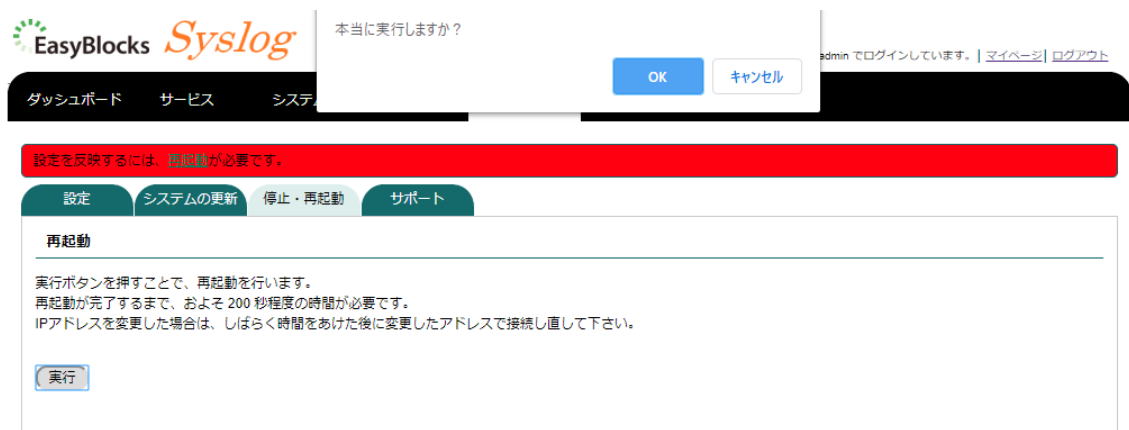 EasyBlocks Syslog
本当に実行しますか？
OK
キャンセル
admin でログインしています。| マイページ| ログアウト
ダッシュボード
サービス
システ
設定を反映するには、再起動が必要です。
設定
システムの更新
停止・再起動
サポート
再起動
実行ボタンを押すことで、再起動を行います。
再起動が完了するまで、およそ 200 秒程度の時間が必要です。
IPアドレスを変更した場合は、しばらく時間をあけた後に変更したアドレスで接続し直して下さい。
実行